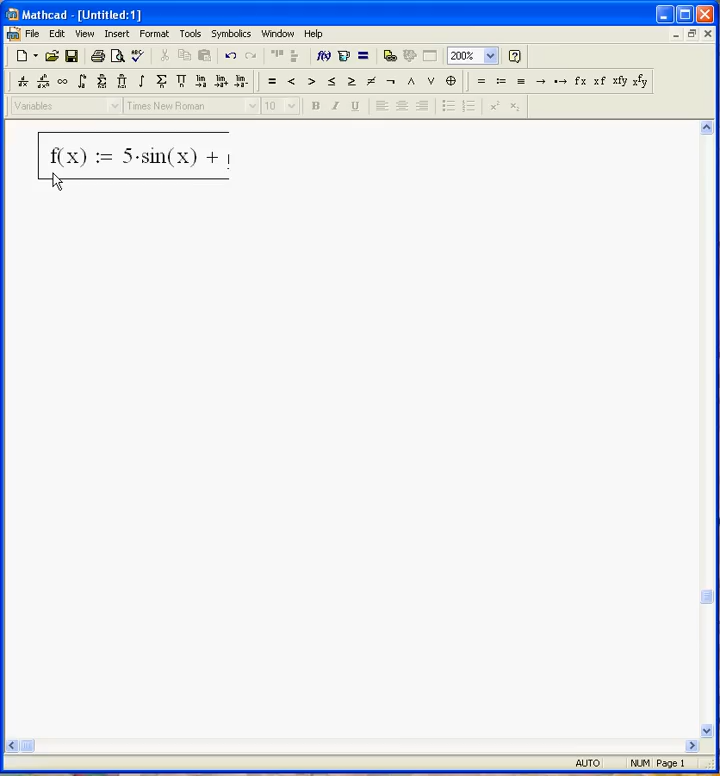 Mathcad - [Untitled:1]
File Edit View Insert Format Tools Symbolics Window Help
200%
Variables Times New Roman 10 B I U
f(x) := 5·sin(x) +
AUTO NUM Page 1